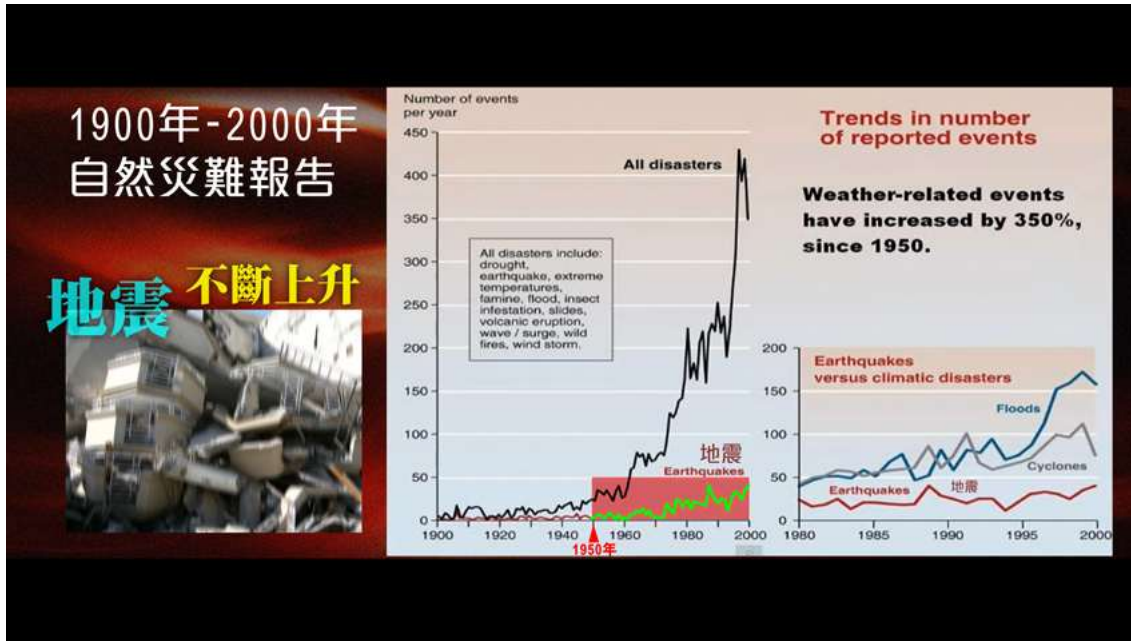 1900年-2000年
自然災難報告
地震 不斷上升
Number of events
per year
450
400
350
300
250
200
150
100
50
0
1900
1920
1940
1960
1980
2000
1950年
All disasters
All disasters include:
drought,
earthquake, extreme
temperatures,
famine, flood, insect
infestation, slides,
volcanic eruption,
wave / surge, wild
fires, wind storm.
地震
Earthquakes
Trends in number
of reported events
Weather-related events
have increased by 350%,
since 1950.
Earthquakes
versus climatic disasters
200
150
100
50
0
Floods
Cyclones
Earthquakes
地震
1980
1985
1990
1995
2000